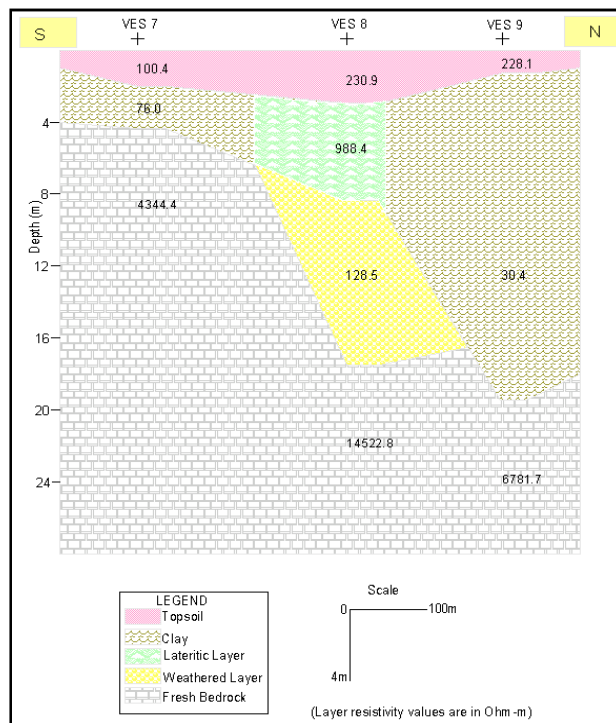 VES 7 VES 8 VES 9
S N
100.4 230.9 228.1
76.0
988.4
4344.4
128.5 30.4
14522.8
6781.7
Depth (m)
4
8
12
16
20
24
LEGEND
Topsoil
Clay
Lateritic Layer
Weathered Layer
Fresh Bedrock
Scale
0 100m
4m
(Layer resistivity values are in Ohm-m)